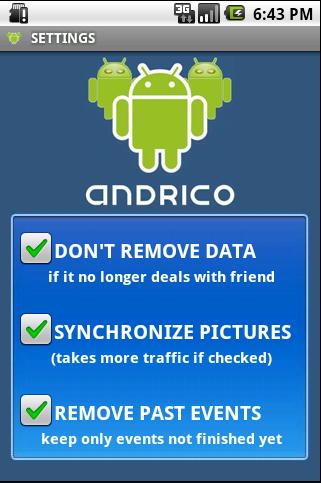 3G 6:43 PM
SETTINGS
ANDRICO
DON'T REMOVE DATA
if it no longer deals with friend
SYNCHRONIZE PICTURES
(takes more traffic if checked)
REMOVE PAST EVENTS
keep only events not finished yet